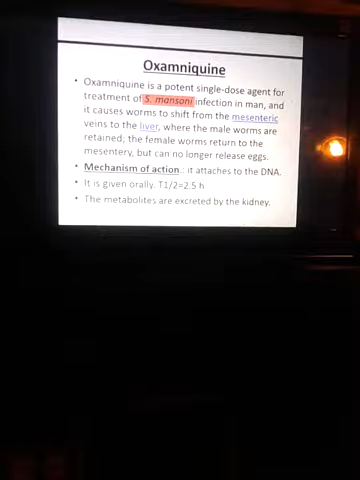 Oxamniquine
• Oxamniquine is a potent single-dose agent for
treatment of S. mansoni infection in man, and
it causes worms to shift from the mesenteric
veins to the liver, where the male worms are
retained; the female worms return to the
mesentery, but can no longer release eggs.
• Mechanism of action.: it attaches to the DNA.
• It is given orally. T1/2=2.5 h
• The metabolites are excreted by the kidney.